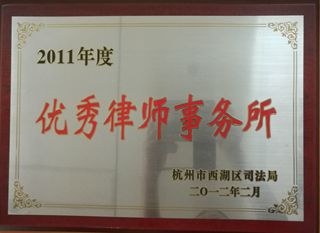 2011年度
优秀律师事务所
杭州市西湖区司法局
二〇一二年二月